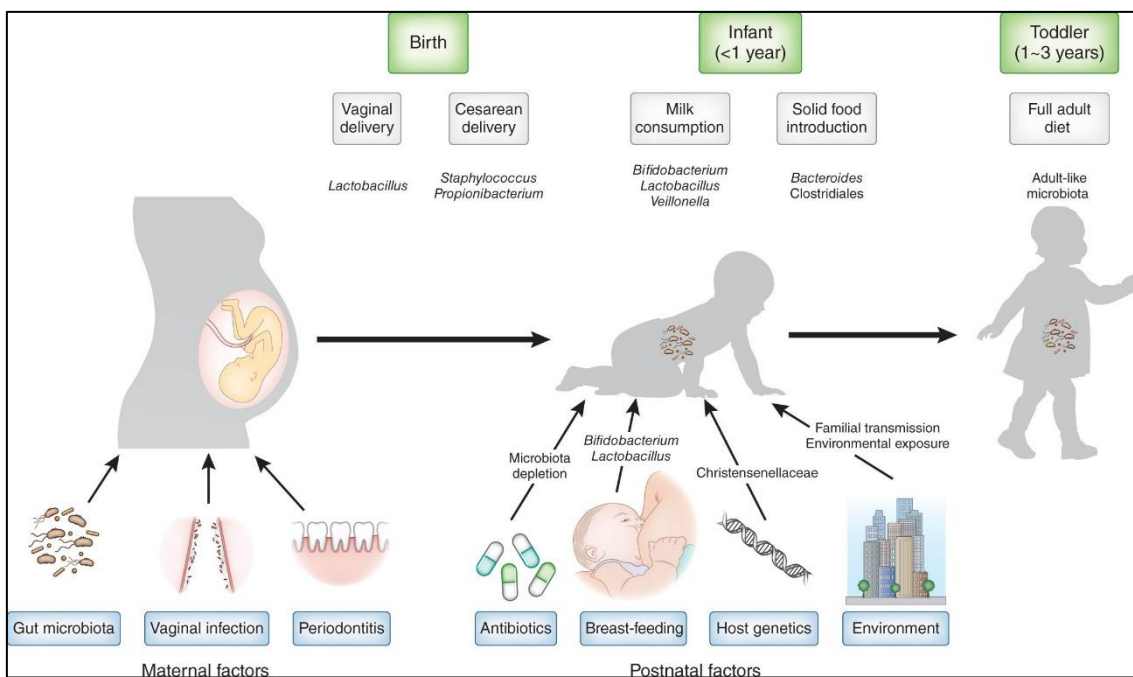 Birth
Infant
(<1 year)
Toddler
(1~3 years)
Vaginal
delivery
Cesarean
delivery
Milk
consumption
Solid food
introduction
Full adult
diet
Lactobacillus
Staphylococcus
Propionibacterium
Bifidobacterium
Lactobacillus
Veillonella
Bacteroides
Clostridiales
Adult-like
microbiota
Microbiota
depletion
Bifidobacterium
Lactobacillus
Christensenellaceae
Familial transmission
Environmental exposure
Gut microbiota
Vaginal infection
Periodontitis
Antibiotics
Breast-feeding
Host genetics
Environment
Maternal factors
Postnatal factors